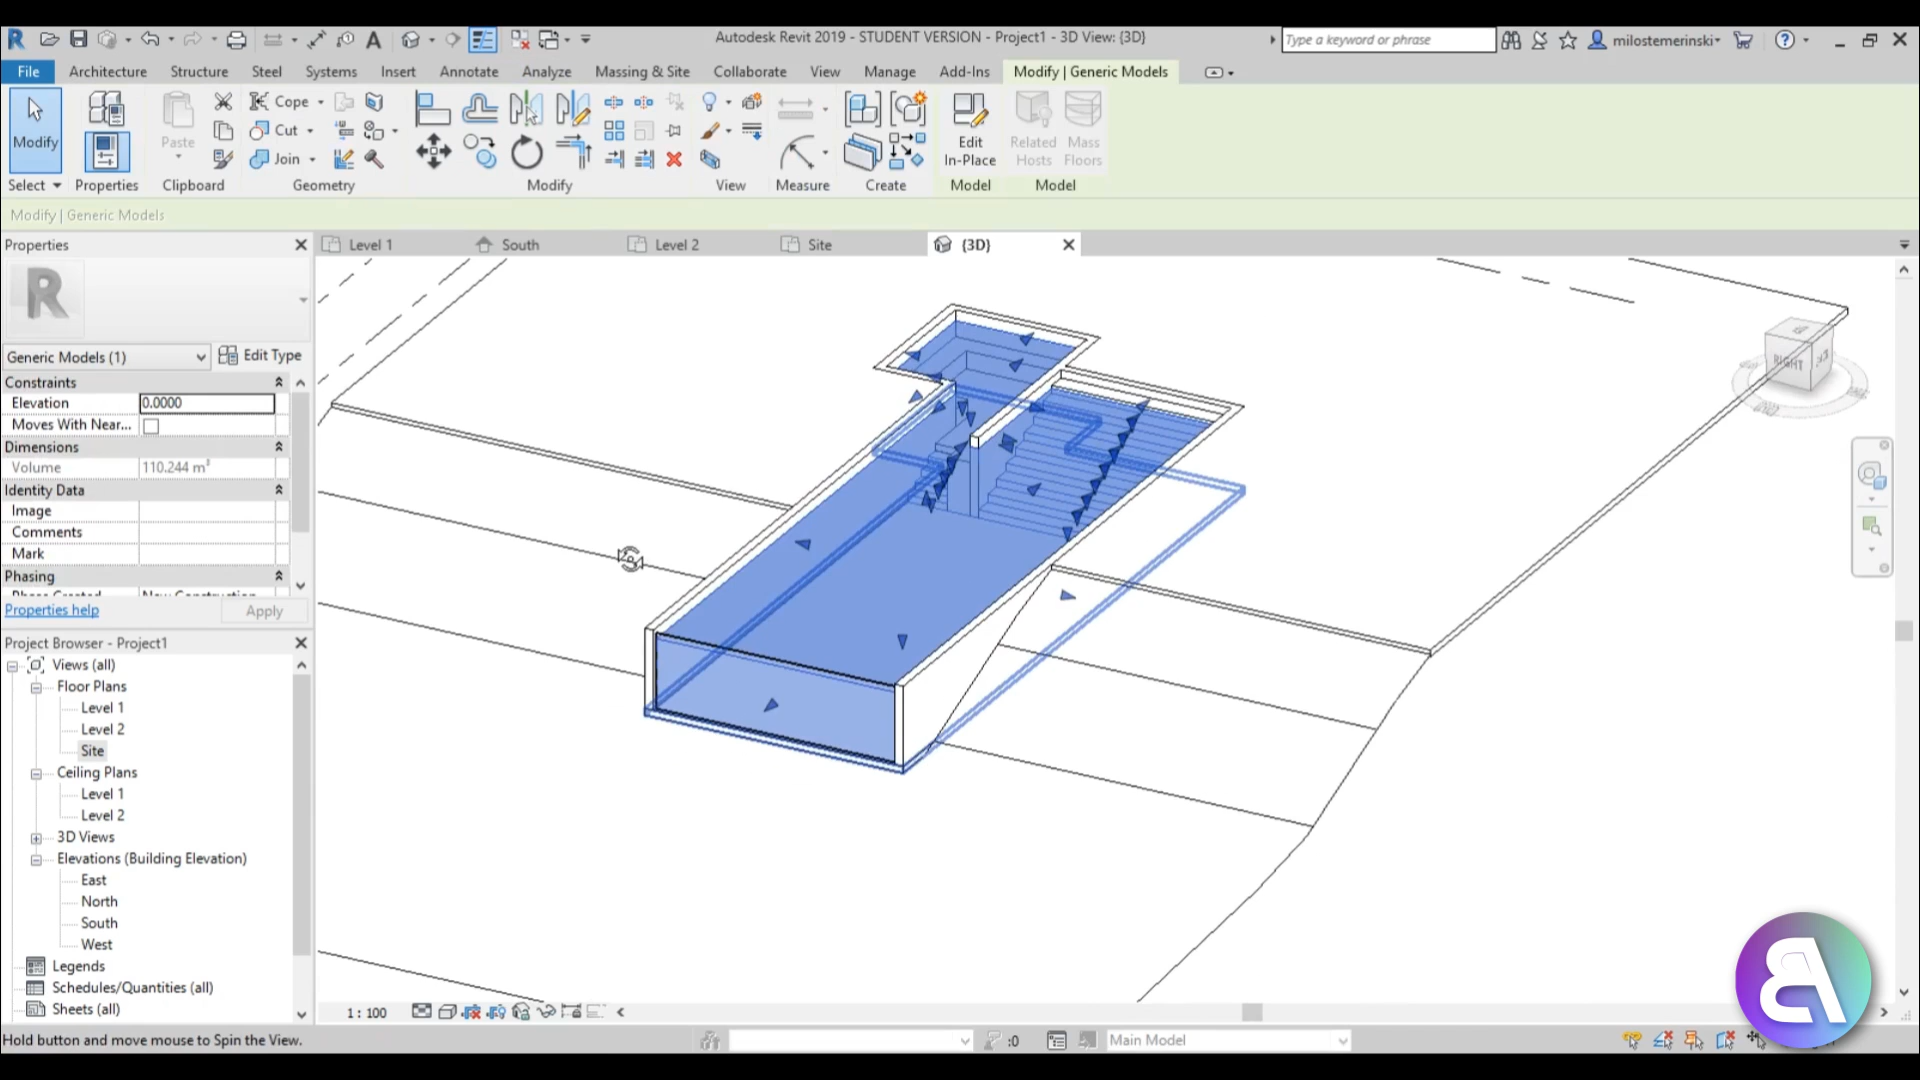 Autodesk Revit 2019 - STUDENT VERSION - Project1 - 3D View: {3D}
Type a keyword or phrase
milostemerinski
File Architecture Structure Steel Systems Insert Annotate Analyze Massing & Site Collaborate View Manage Add-Ins Modify | Generic Models
Modify
Paste
Cope
Cut
Join
Edit In-Place
Related Hosts
Mass Floors
Select Properties Clipboard Geometry Modify View Measure Create Model Model
Modify | Generic Models
Properties
Level 1 South Level 2 Site {3D}
R
Generic Models (1) Edit Type
Constraints
Elevation 0.0000
Moves With Near...
Dimensions
Volume 110.244 m³
Identity Data
Image
Comments
Mark
Phasing
Properties help Apply
Project Browser - Project1
Views (all)
Floor Plans
Level 1
Level 2
Site
Ceiling Plans
Level 1
Level 2
3D Views
Elevations (Building Elevation)
East
North
South
West
Legends
Schedules/Quantities (all)
Sheets (all)
RIGHT
1 : 100
Hold button and move mouse to Spin the View.
:0
Main Model